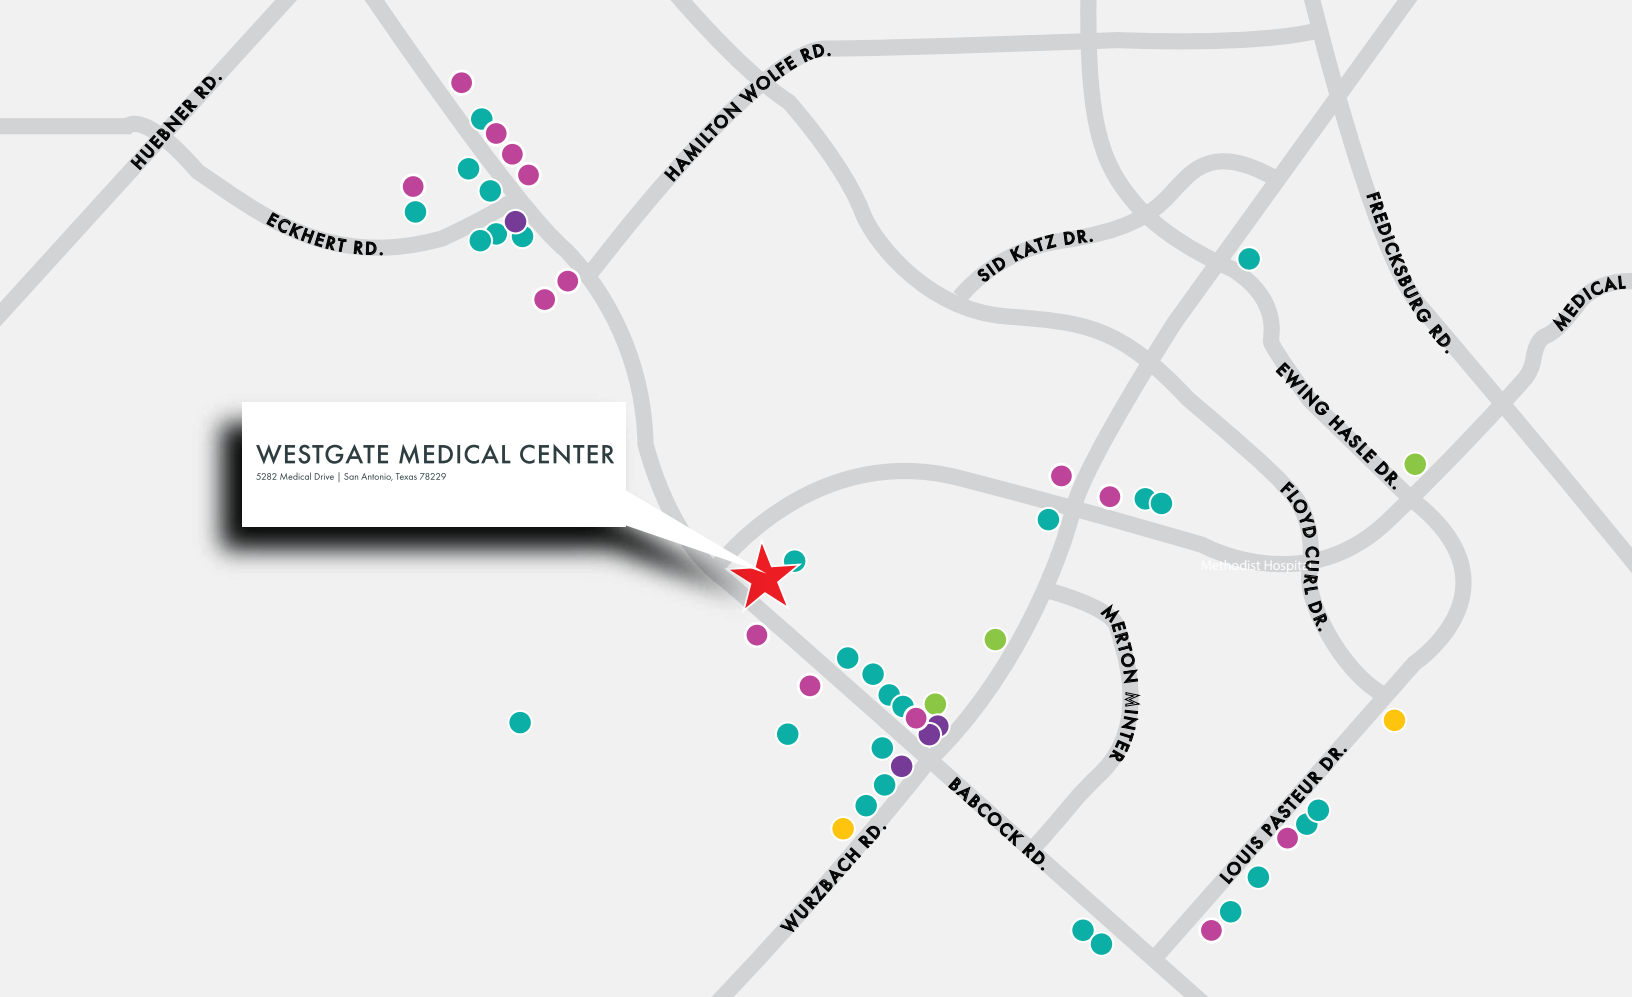 HAMILTON WOLFE RD.
HUEBNER RD.
ECKHERT RD.
SID KATZ DR.
FREDICKSBURG RD.
MEDICAL
EWING HASLE DR.
WESTGATE MEDICAL CENTER
5282 Medical Drive | San Antonio, Texas 78229
FLOYD CURL DR.
Methodist Hospita
MERTON MINTER
BABCOCK RD.
LOUIS PASTEUR DR.
WURZBACH RD.